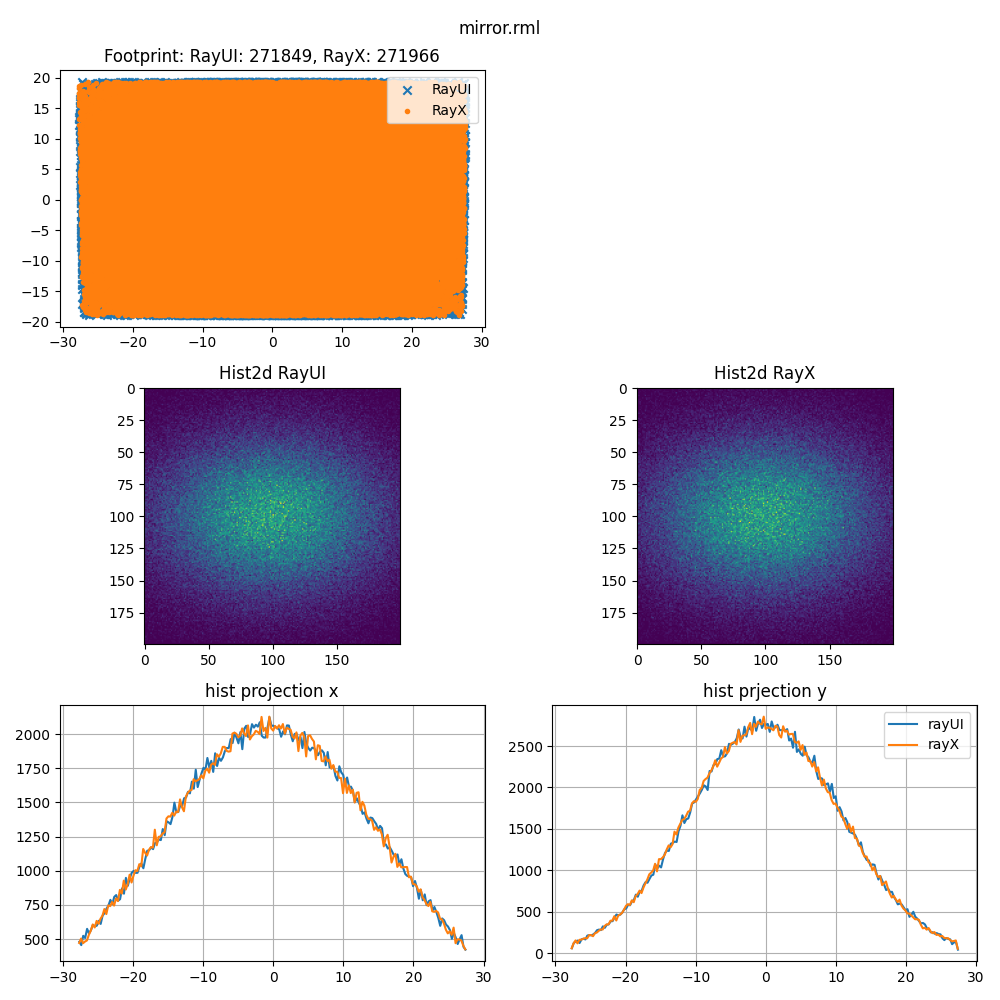 mirror.rml
Footprint: RayUI: 271849, RayX: 271966
20
15
10
5
0
−5
−10
−15
−20
−30 −20 −10 0 10 20 30
RayUI
RayX
Hist2d RayUI
0
25
50
75
100
125
150
175
0 50 100 150
Hist2d RayX
0
25
50
75
100
125
150
175
0 50 100 150
hist projection x
2000
1750
1500
1250
1000
750
500
−30 −20 −10 0 10 20 30
hist prjection y
2500
2000
1500
1000
500
0
−30 −20 −10 0 10 20 30
rayUI
rayX